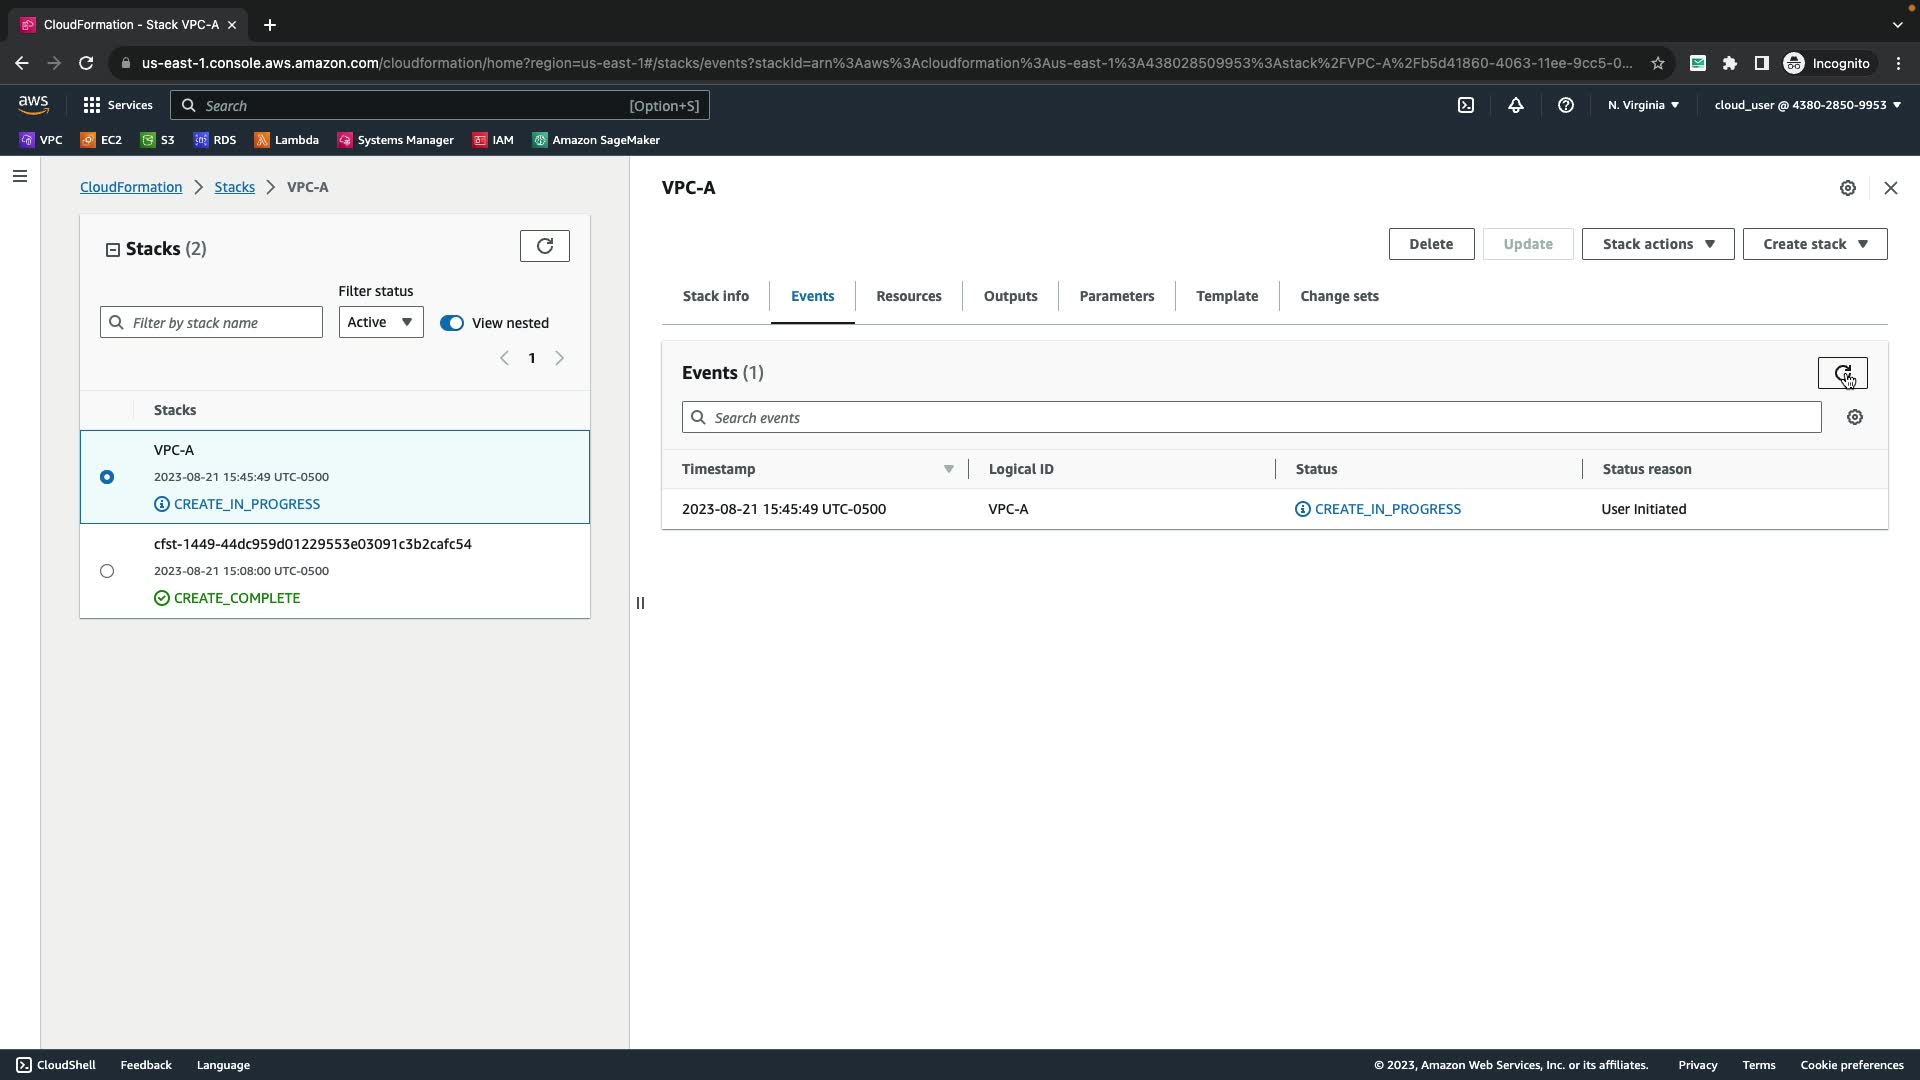 CloudFormation - Stack VPC-A
us-east-1.console.aws.amazon.com/cloudformation/home?region=us-east-1#/stacks/events?stackId=arn%3Aaws%3Acloudformation%3Aus-east-1%3A438028509953%3Astack%2FVPC-A%2Fb5d41860-4063-11ee-9cc5-0...
Incognito
aws
Services
Search
[Option+S]
N. Virginia
cloud_user @ 4380-2850-9953
VPC
EC2
S3
RDS
Lambda
Systems Manager
IAM
Amazon SageMaker
CloudFormation
Stacks
VPC-A
Stacks (2)
Filter status
Filter by stack name
Active
View nested
1
Stacks
VPC-A
2023-08-21 15:45:49 UTC-0500
CREATE_IN_PROGRESS
cfst-1449-44dc959d01229553e03091c3b2cafc54
2023-08-21 15:08:00 UTC-0500
CREATE_COMPLETE
VPC-A
Delete
Update
Stack actions
Create stack
Stack info
Events
Resources
Outputs
Parameters
Template
Change sets
Events (1)
Search events
Timestamp
Logical ID
Status
Status reason
2023-08-21 15:45:49 UTC-0500
VPC-A
CREATE_IN_PROGRESS
User Initiated
CloudShell
Feedback
Language
© 2023, Amazon Web Services, Inc. or its affiliates.
Privacy
Terms
Cookie preferences